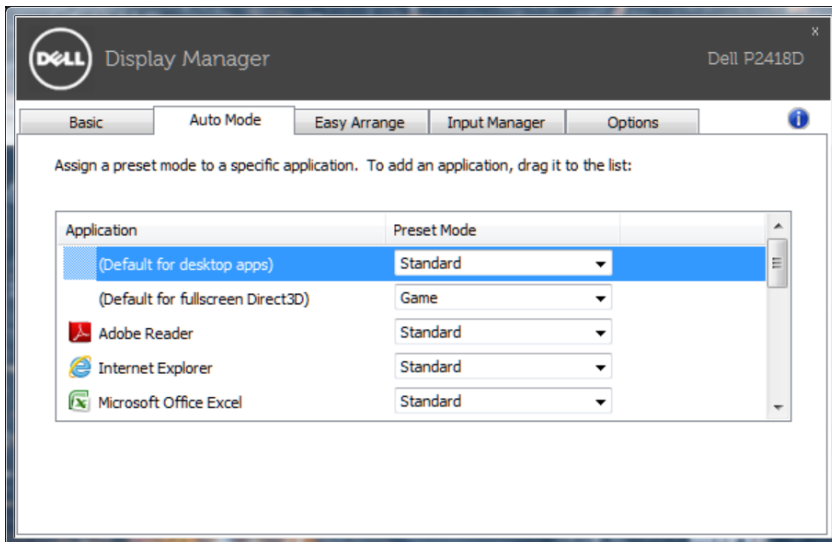 DELL Display Manager
x
Dell P2418D
Basic Auto Mode Easy Arrange Input Manager Options i
Assign a preset mode to a specific application. To add an application, drag it to the list:
Application Preset Mode
(Default for desktop apps) Standard
(Default for fullscreen Direct3D) Game
Adobe Reader Standard
Internet Explorer Standard
Microsoft Office Excel Standard